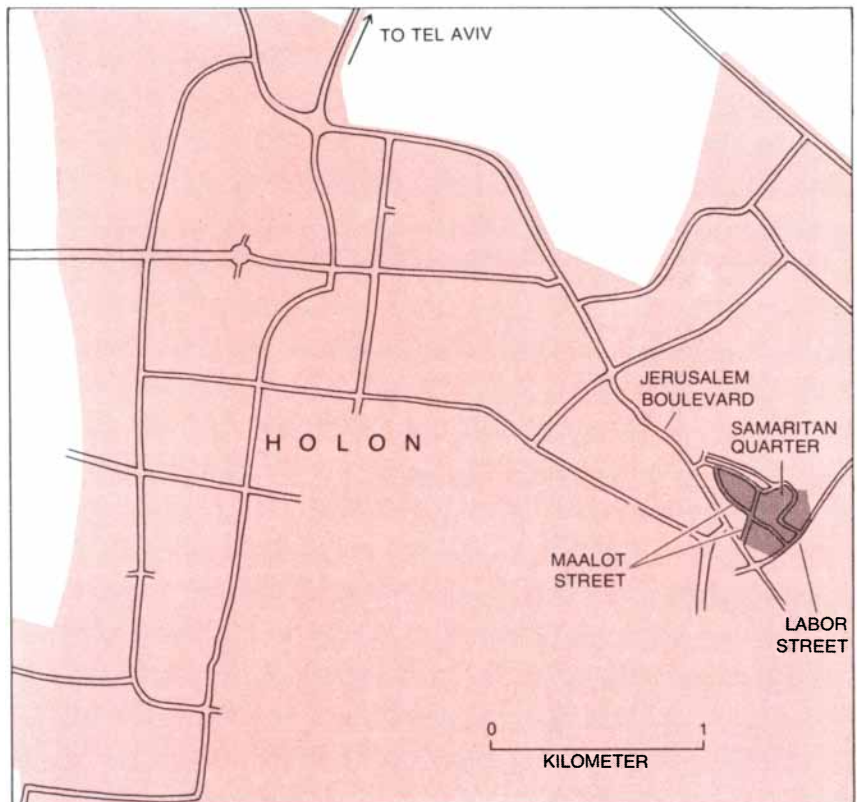 TO TEL AVIV
JERUSALEM
BOULEVARD
SAMARITAN
QUARTER
H O L O N
MAALOT
STREET
LABOR
STREET
0 1
KILOMETER